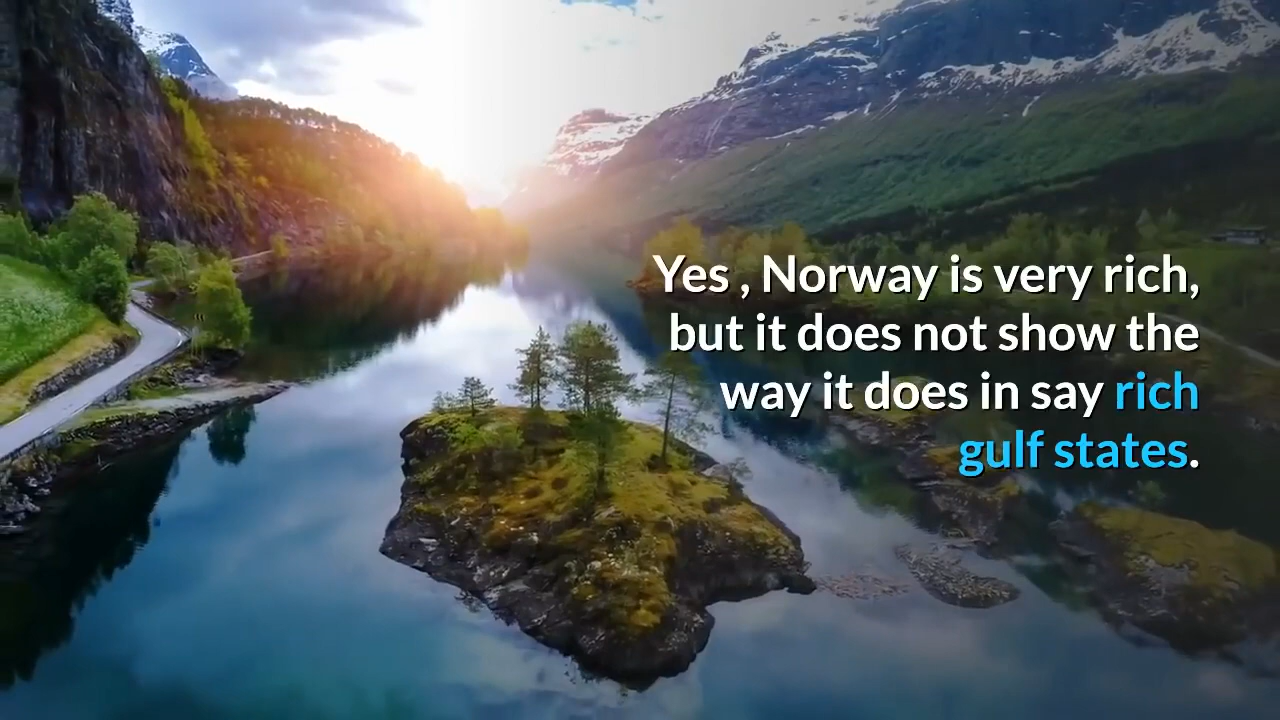 Yes , Norway is very rich,
but it does not show the
way it does in say rich
gulf states.